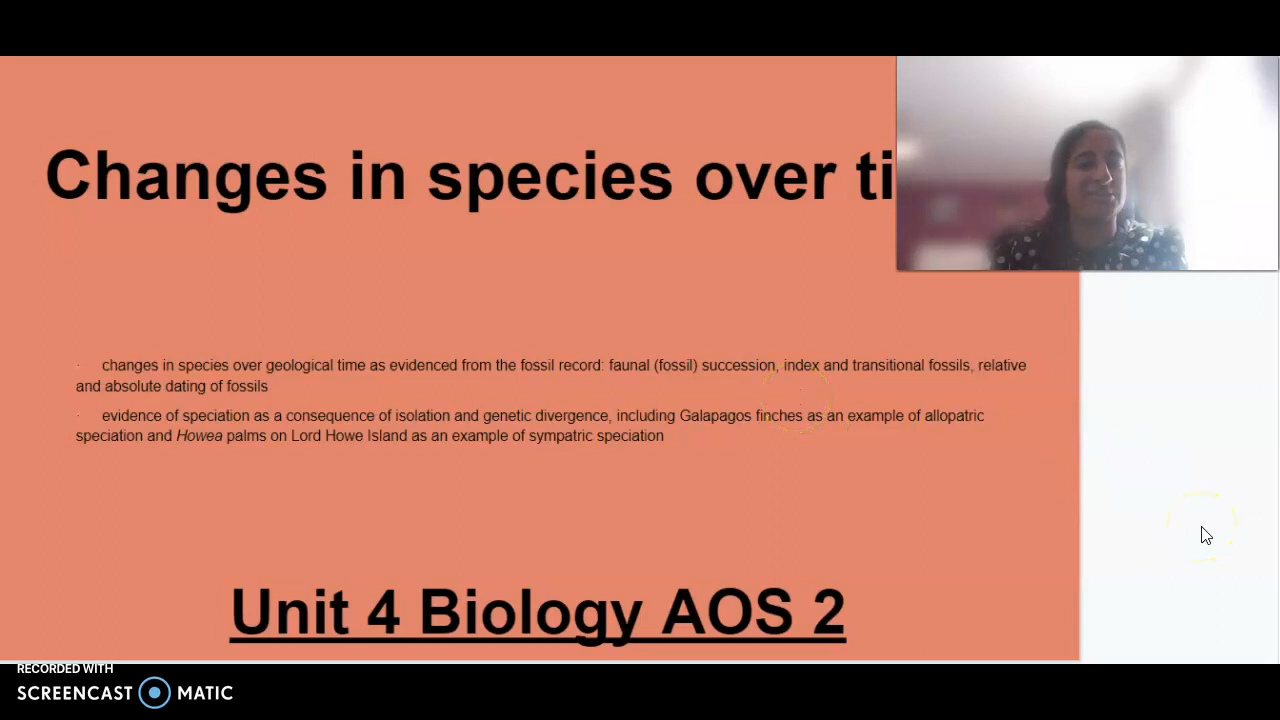 Changes in species over ti
· changes in species over geological time as evidenced from the fossil record: faunal (fossil) succession, index and transitional fossils, relative
and absolute dating of fossils
· evidence of speciation as a consequence of isolation and genetic divergence, including Galapagos finches as an example of allopatric
speciation and Howea palms on Lord Howe Island as an example of sympatric speciation
Unit 4 Biology AOS 2
RECORDED WITH
SCREENCAST MATIC